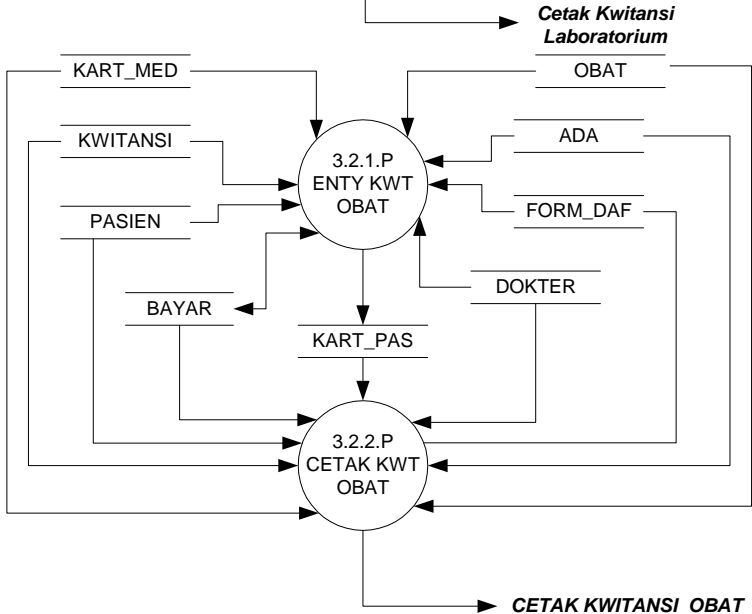 Cetak Kwitansi
Laboratorium
KART_MED
OBAT
KWITANSI
3.2.1.P
ENTY KWT
OBAT
ADA
PASIEN
FORM_DAF
BAYAR
DOKTER
KART_PAS
3.2.2.P
CETAK KWT
OBAT
CETAK KWITANSI OBAT